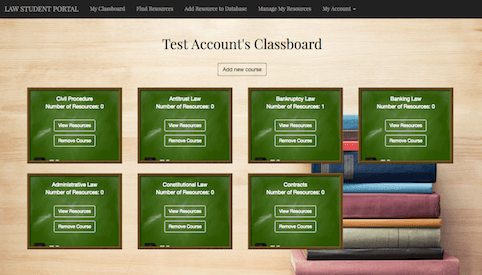 LAW STUDENT PORTAL My Classboard Find Resources Add Resource to Database Manage My Resources My Account
Test Account's Classboard
Add new course
Civil Procedure
Number of Resources: 0
View Resources
Remove Course
Antitrust Law
Number of Resources: 0
View Resources
Remove Course
Bankruptcy Law
Number of Resources: 1
View Resources
Remove Course
Banking Law
Number of Resources: 0
View Resources
Remove Course
Administrative Law
Number of Resources: 0
View Resources
Remove Course
Constitutional Law
Number of Resources: 0
View Resources
Remove Course
Contracts
Number of Resources: 0
View Resources
Remove Course